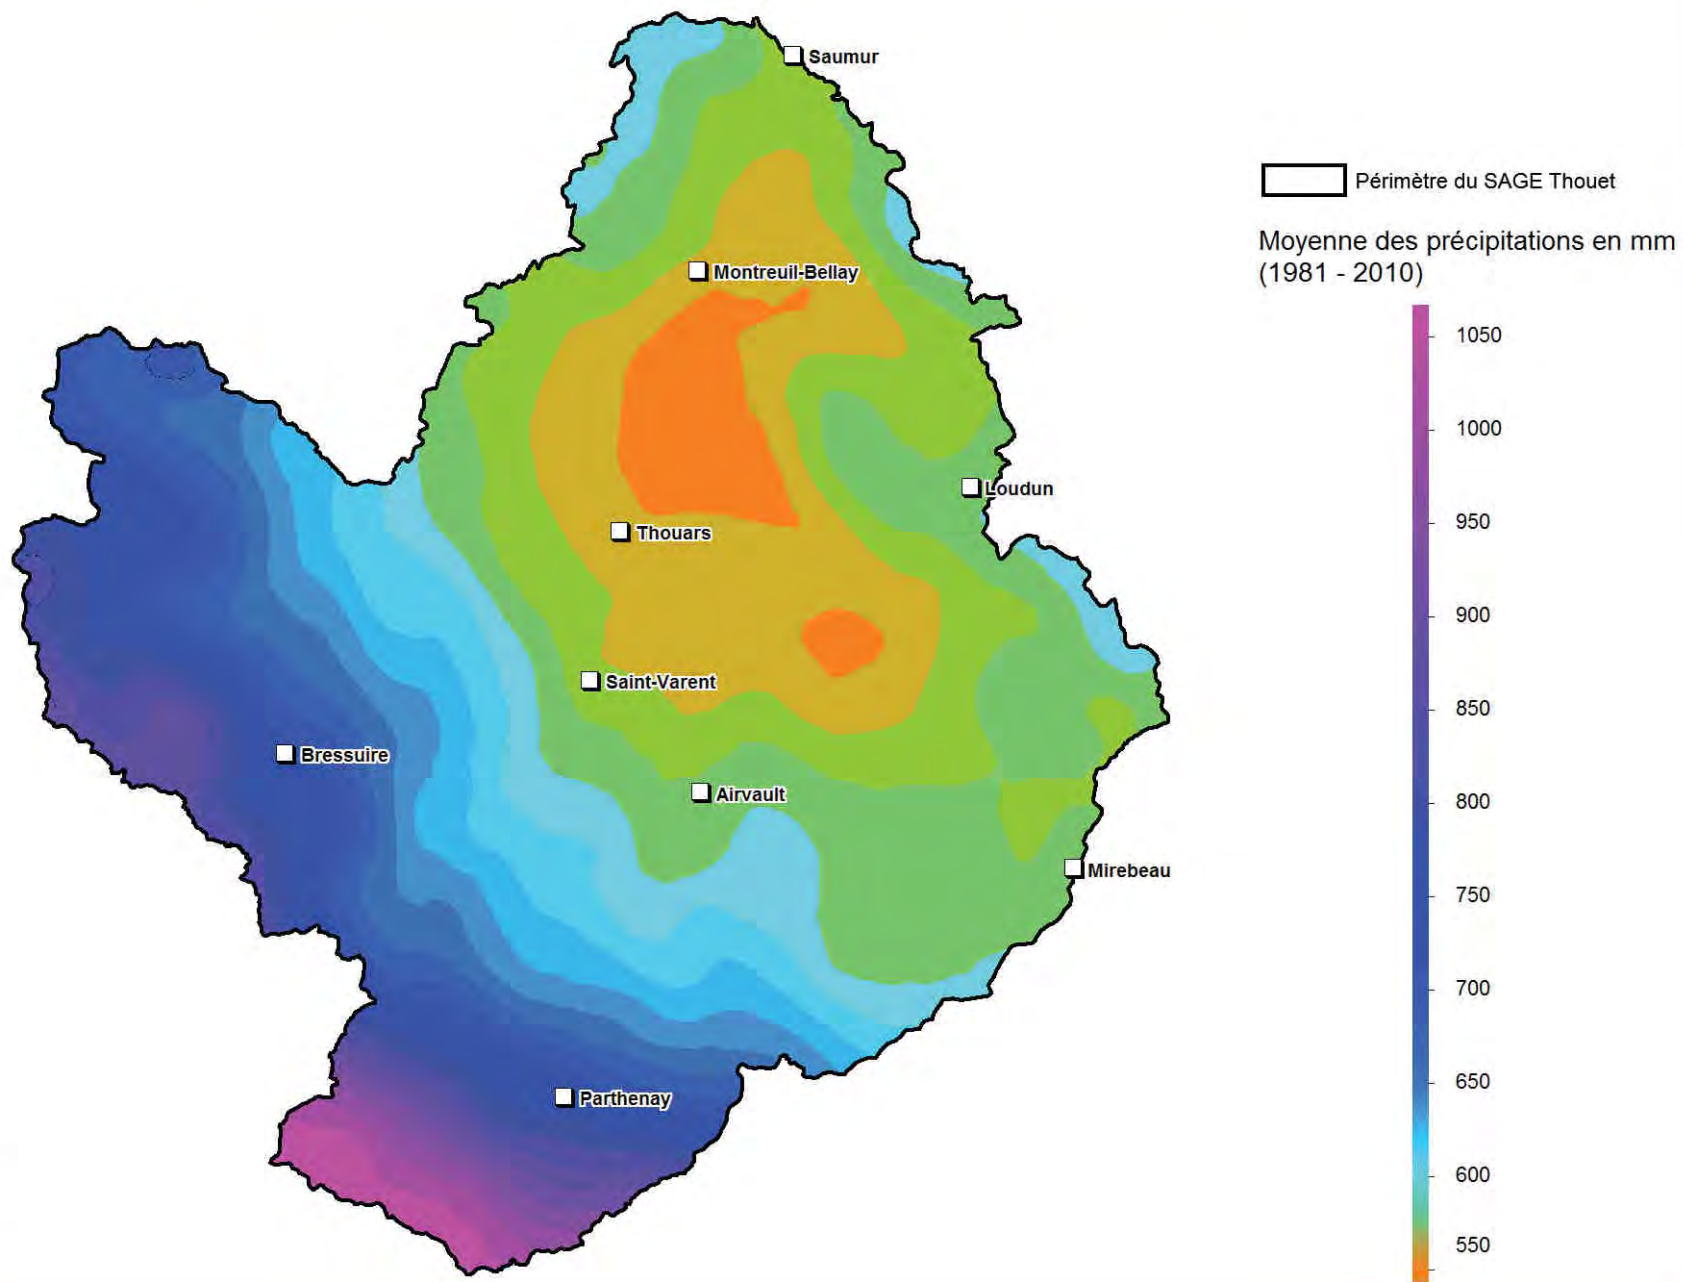 Saumur
Périmètre du SAGE Thouet
Moyenne des précipitations en mm
(1981 - 2010)
Montreuil-Bellay
Loudun
Thouars
Saint-Varent
Bressuire
Airvault
Mirebeau
Parthenay
1050
1000
950
900
850
800
750
700
650
600
550